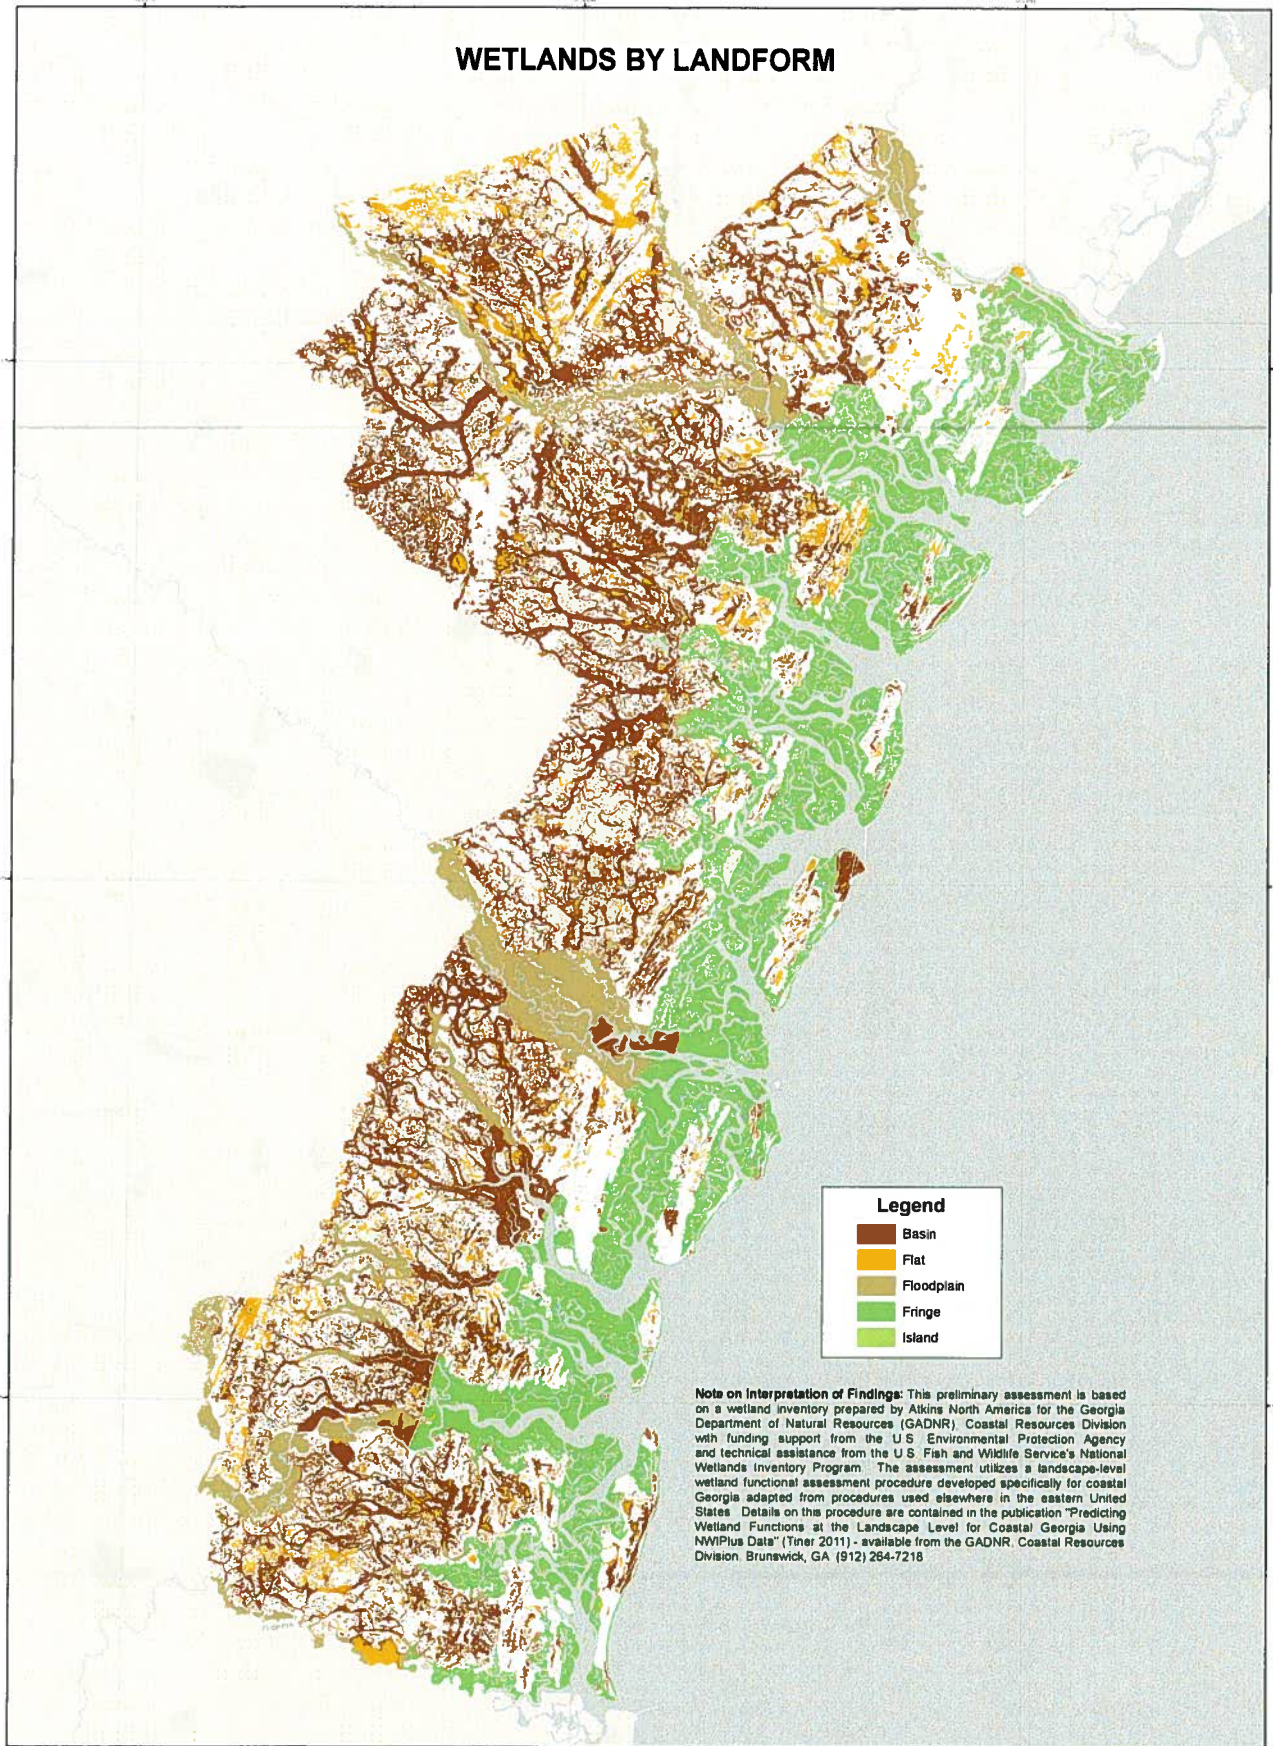 WETLANDS BY LANDFORM
Legend
Basin
Flat
Floodplain
Fringe
Island
Note on Interpretation of Findings: This preliminary assessment is based
on a wetland inventory prepared by Atkins North America for the Georgia
Department of Natural Resources (GADNR) Coastal Resources Division
with funding support from the U S Environmental Protection Agency
and technical assistance from the U S Fish and Wildlife Service's National
Wetlands Inventory Program The assessment utilizes a landscape-level
wetland functional assessment procedure developed specifically for coastal
Georgia adapted from procedures used elsewhere in the eastern United
States Details on this procedure are contained in the publication "Predicting
Wetland Functions at the Landscape Level for Coastal Georgia Using
NWIPlus Data" (Tiner 2011) - available from the GADNR, Coastal Resources
Division, Brunswick, GA (912) 264-7218